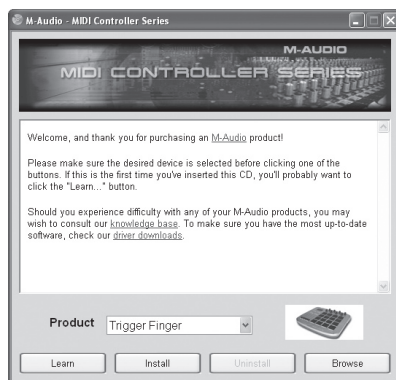 M-Audio - MIDI Controller Series
M-AUDIO
MIDI CONTROLLER SERIES
Welcome, and thank you for purchasing an M-Audio product!
Please make sure the desired device is selected before clicking one of the
buttons. If this is the first time you've inserted this CD, you'll probably want to
click the "Learn..." button.
Should you experience difficulty with any of your M-Audio products, you may
wish to consult our knowledge base. To make sure you have the most up-to-date
software, check our driver downloads.
Product Trigger Finger
Learn Install Uninstall Browse